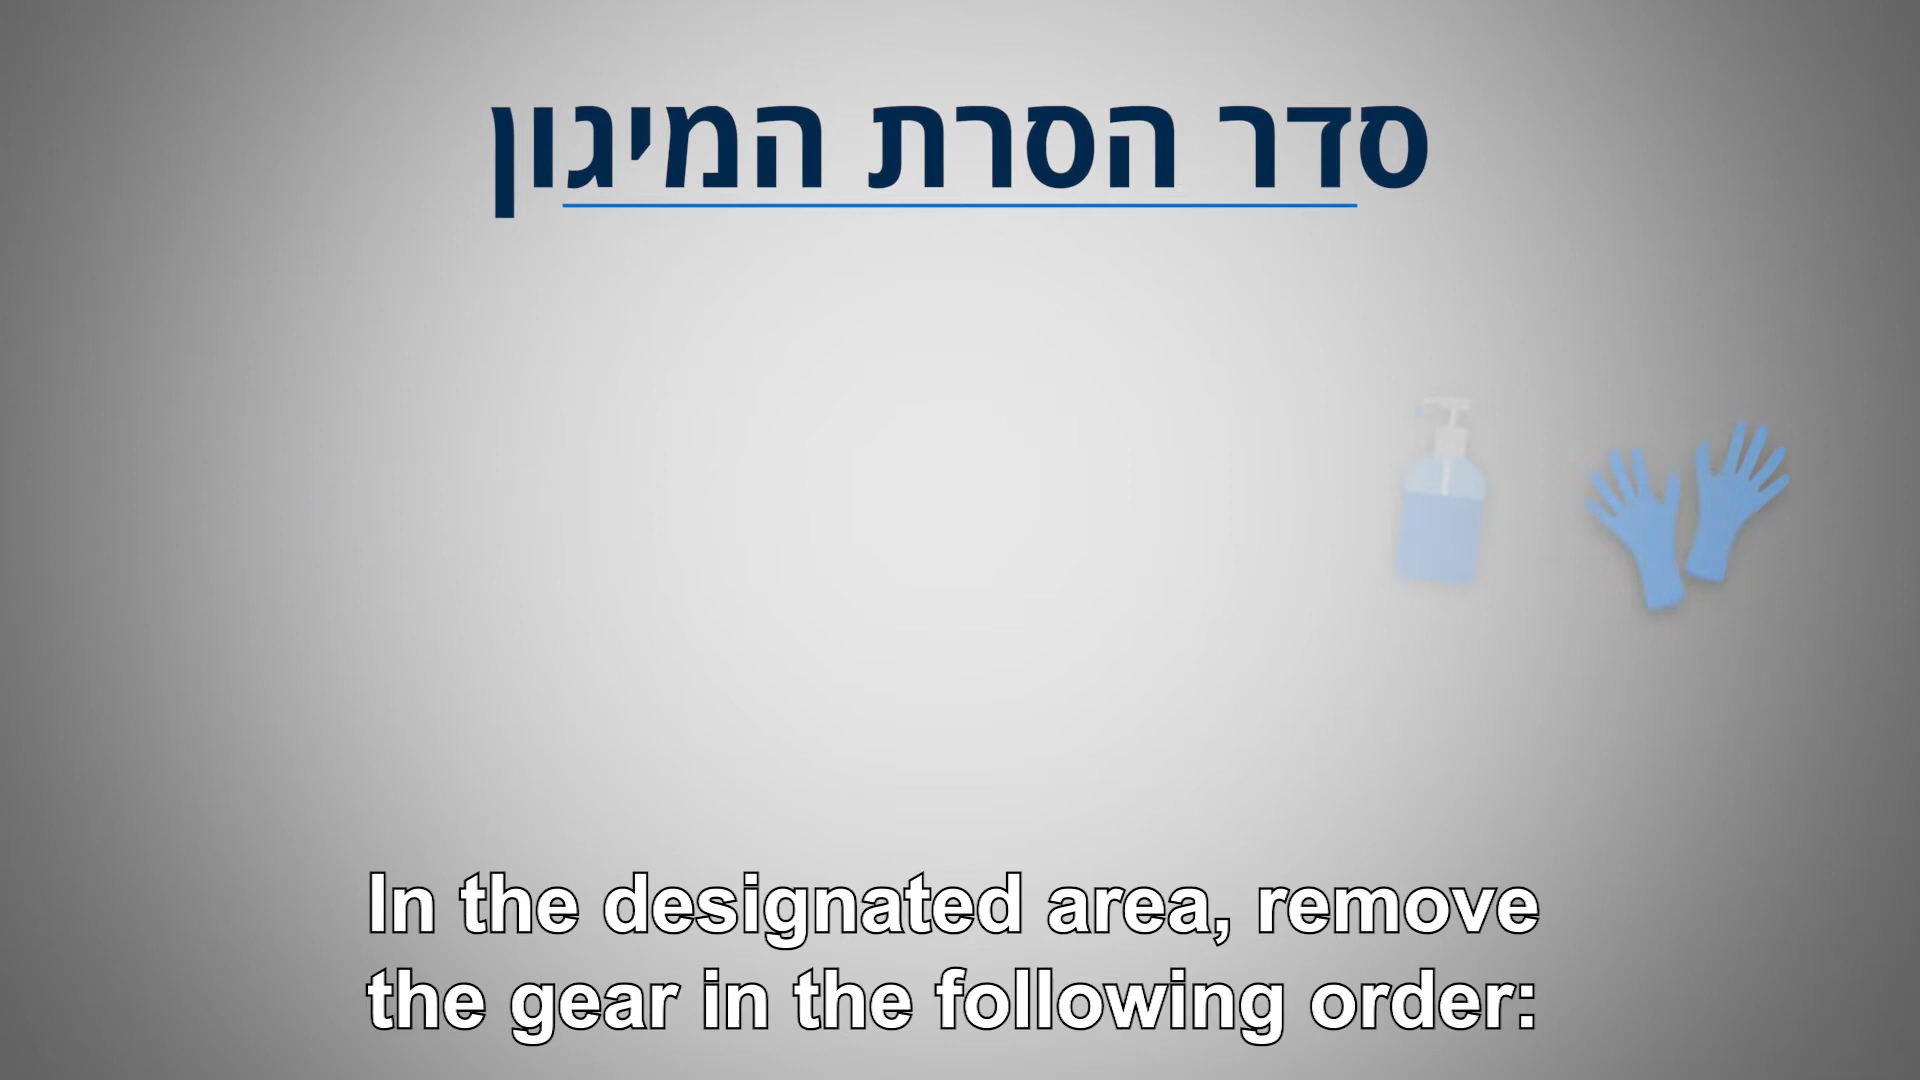 סדר הסרת המיגון
In the designated area, remove
the gear in the following order: